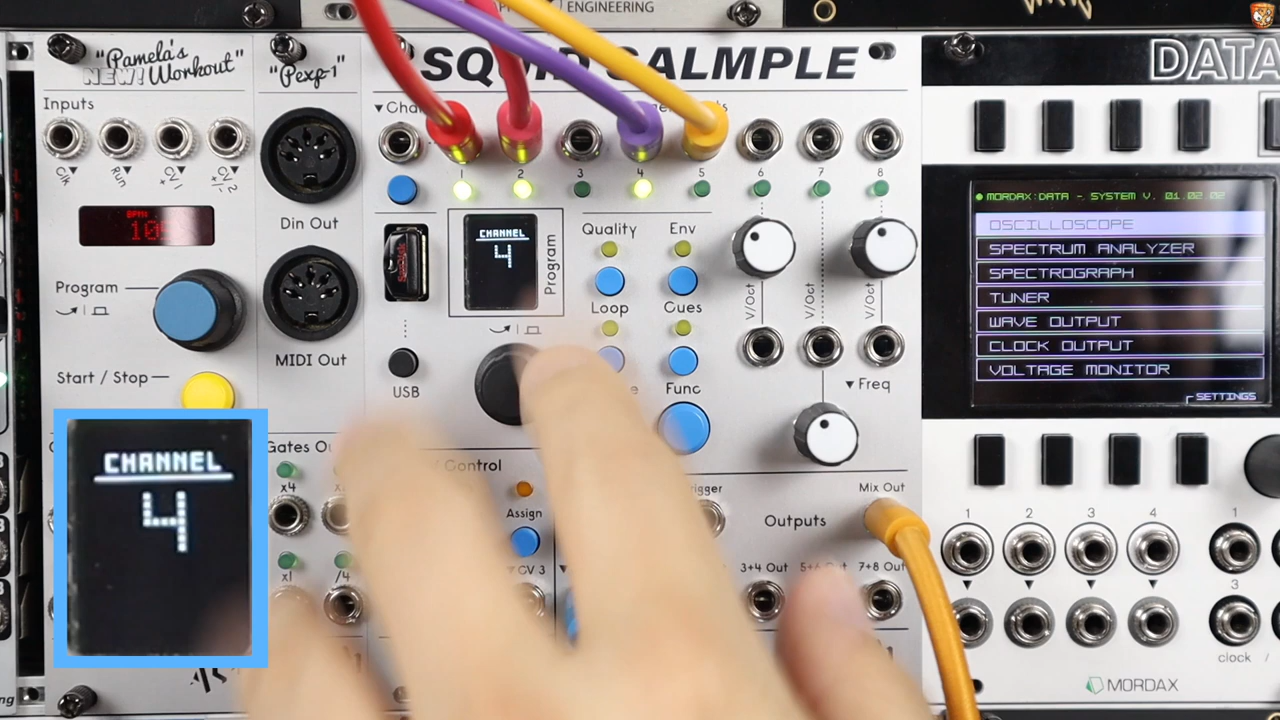 ENGINEERING
"Pamela's
NEW! Workout"
"Pexp-1"
SQUID SALMPLE
DATA
Inputs
Clk
Run
CV1
CV2
BPM
10
Program
Start / Stop
Din Out
MIDI Out
1
2
3
4
5
6
7
8
CHANNEL
4
Program
Quality
Env
Loop
Cues
USB
Func
V/Oct
V/Oct
V/Oct
Freq
MORDAX:DATA - SYSTEM V. 01.02.02
OSCILLOSCOPE
SPECTRUM ANALYZER
SPECTROGRAPH
TUNER
WAVE OUTPUT
CLOCK OUTPUT
VOLTAGE MONITOR
SETTINGS
CHANNEL
4
Gates
x4
x1
/4
Control
Assign
CV 3
Mix Out
Outputs
3+4 Out
7+8 Out
1
2
3
4
1
3
clock /
MORDAX